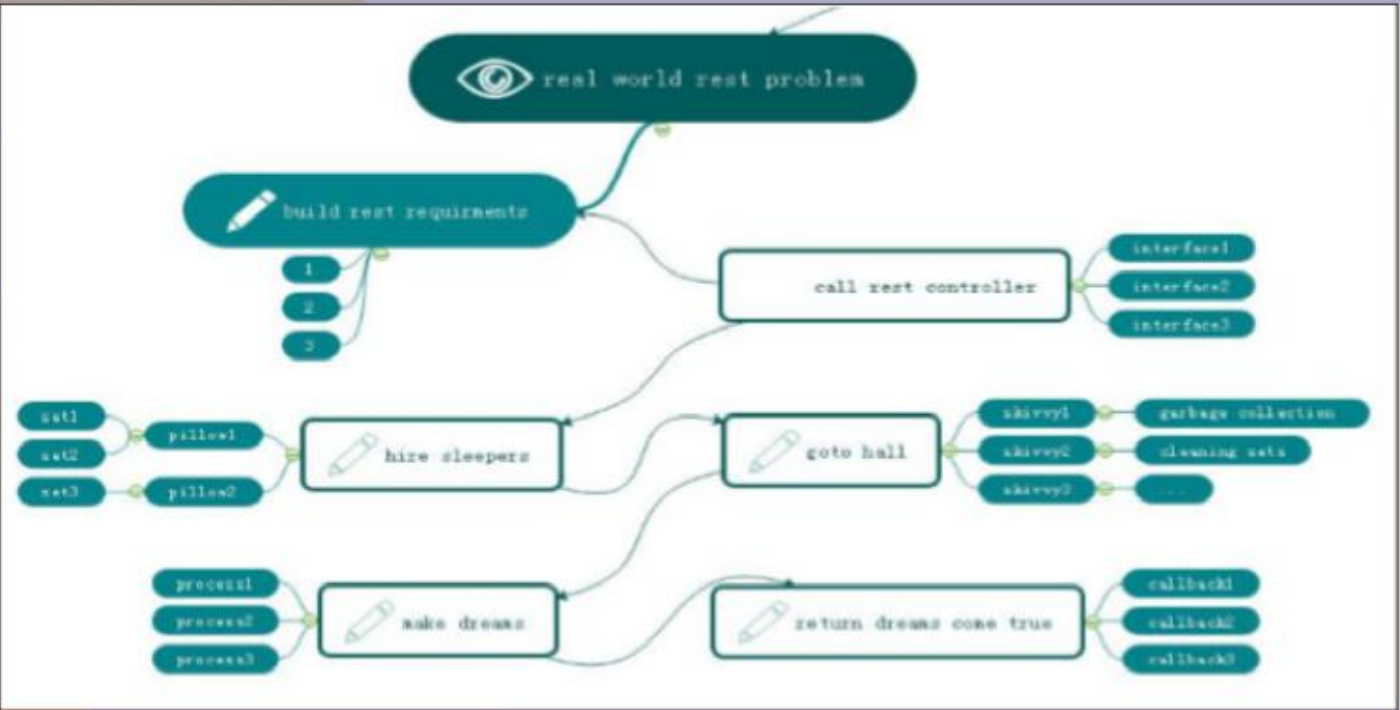 real world rest problem
build rest requirments
1
2
3
call rest controller
interface1
interface2
interface3
hire sleepers
pillow1
pillow2
goto hall
skivvy1
garbage collection
skivvy2
skivvy3
...
make dreams
process1
process2
process3
return dreams come true
callback1
callback2
callback3